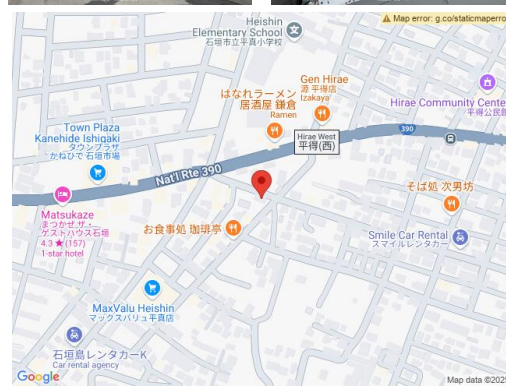 Map error: g.co/staticmaperro
Heishin
Elementary School
石垣市立平真小学校
Gen Hirae
源 平得店
Izakaya
はなれラーメン
居酒屋 鎌倉
Ramen
Hirae Community Cente
平得公民館
Town Plaza
Kanehide Ishigaki
タウンプラザ
かねひで 石垣市場
Hirae West
平得(西)
390
Nat'l Rte 390
Matsukaze
まつかぜ ザ・
ゲストハウス石垣
4.3 ★ (157)
1-star hotel
そば処 次男坊
お食事処 珈琲亭
Smile Car Rental
スマイルレンタカー
MaxValu Heishin
マックスバリュ平真店
石垣島レンタカーK
Car rental agency
Google
Map data ©2025